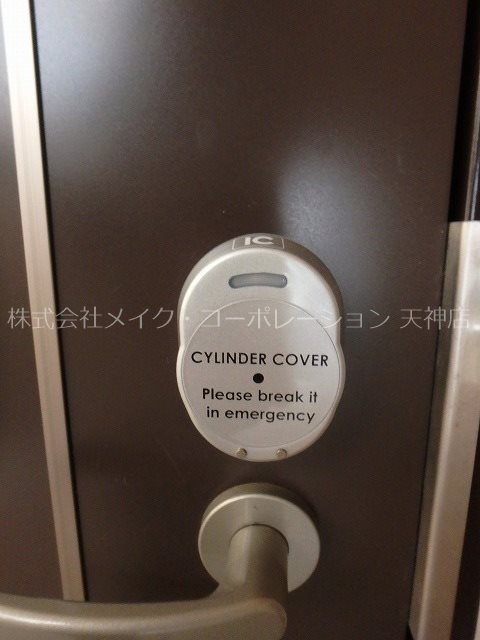 IC
株式会社メイク・コーポレーション 天神店
CYLINDER COVER
Please break it
in emergency